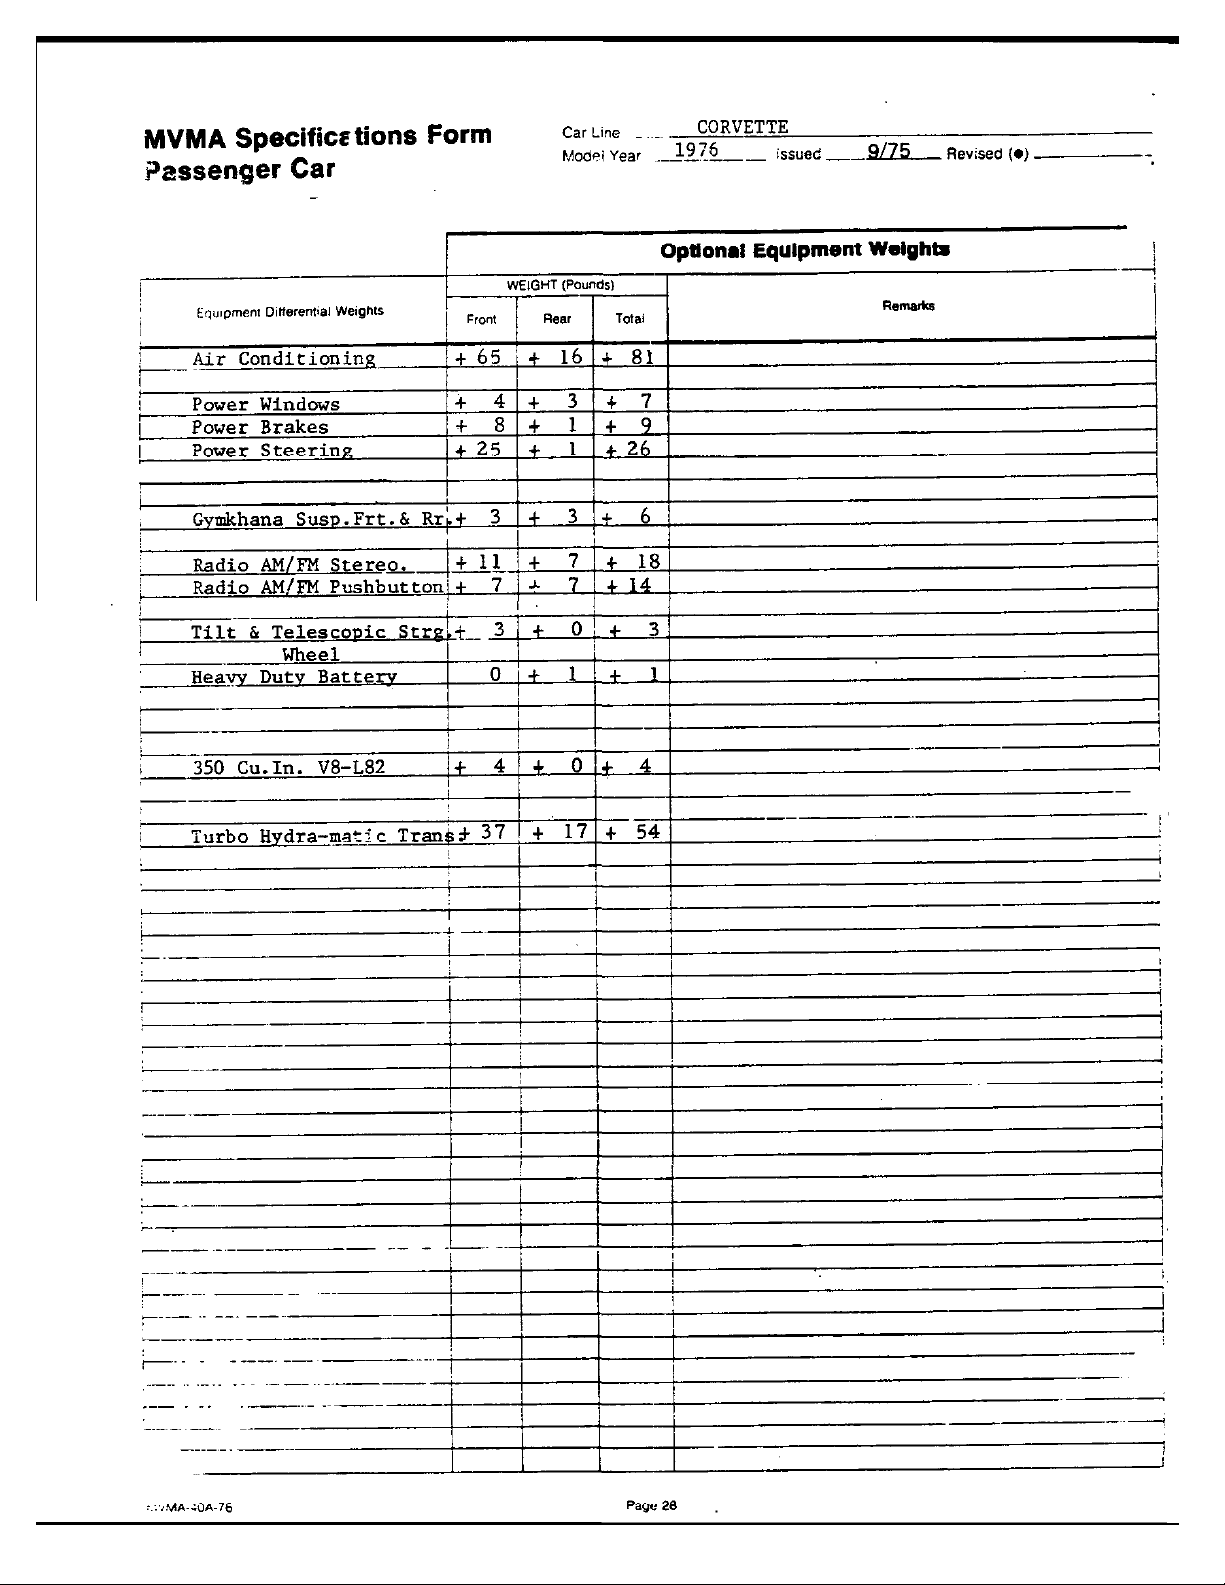 MVMA Specifications Form
Passenger Car
Car Line CORVETTE
Model Year 1976 Issued 9/75 Revised (●)
Optional Equipment Weights
Equipment Differential Weights
WEIGHT (Pounds)
Front Rear Total
Remarks
Air Conditioning + 65 + 16 + 81
Power Windows + 4 + 3 + 7
Power Brakes + 8 + 1 + 9
Power Steering + 25 + 1 + 26
Gymkhana Susp.Frt.& Rr. + 3 + 3 + 6
Radio AM/FM Stereo. + 11 + 7 + 18
Radio AM/FM Pushbutton + 7 + 7 + 14
Tilt & Telescopic Strg. + 3 + 0 + 3
Wheel
Heavy Duty Battery 0 + 1 + 1
350 Cu.In. V8-L82 + 4 + 0 + 4
Turbo Hydra-matic Trans + 37 + 17 + 54
MVMA-40A-76
Page 28